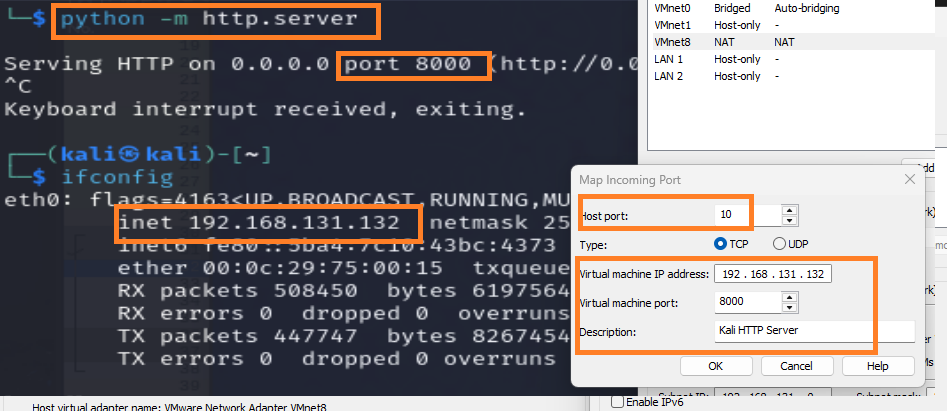 └─$ python -m http.server
Serving HTTP on 0.0.0.0 port 8000 (http://0.0
^C
Keyboard interrupt received, exiting.
┌──(kali㉿kali)-[~]
└─$ ifconfig
eth0: flags=4163<UP,BROADCAST,RUNNING,MU
inet 192.168.131.132 netmask 25
inet6 10:43bc:4373
ether 00:0c:29:75:00:15 txqueue
RX packets 508450 bytes 6197564
RX errors 0 dropped 0 overruns
TX packets 447747 bytes 8267454
TX errors 0 dropped 0 overruns
VMnet0 Bridged Auto-bridging
VMnet1 Host-only -
VMnet8 NAT NAT
LAN 1 Host-only -
LAN 2 Host-only -
Add
Map Incoming Port
Host port: 10
Type: TCP UDP
Virtual machine IP address: 192 . 168 . 131 . 132
Virtual machine port: 8000
Description: Kali HTTP Server
OK Cancel Help
Enable IPv6
Host virtual adapter name: VMware Network Adapter VMnet8